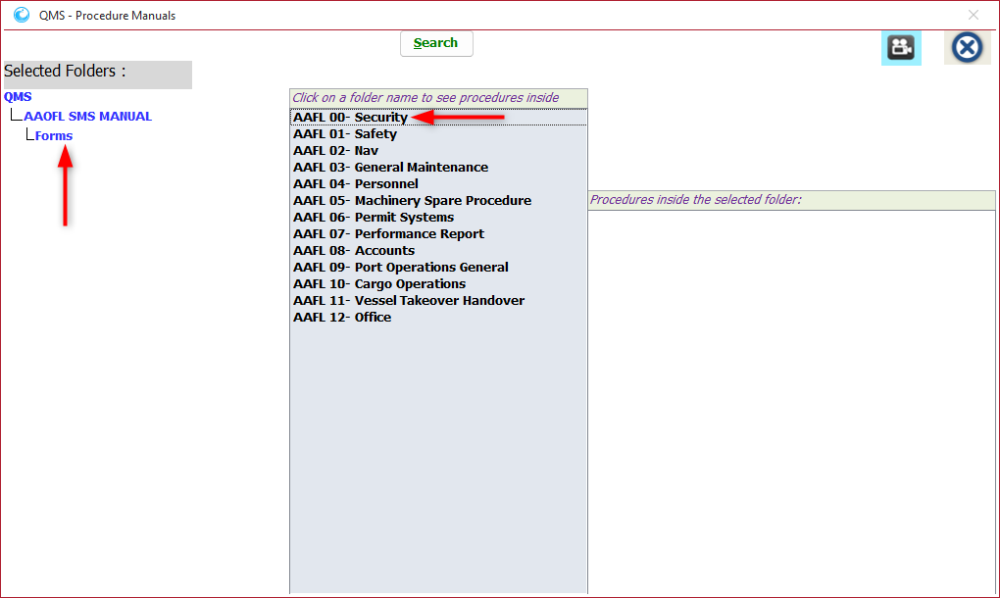 QMS - Procedure Manuals
Search
Selected Folders :
QMS
AAOFL SMS MANUAL
Forms
Click on a folder name to see procedures inside
AAFL 00- Security
AAFL 01- Safety
AAFL 02- Nav
AAFL 03- General Maintenance
AAFL 04- Personnel
AAFL 05- Machinery Spare Procedure
AAFL 06- Permit Systems
AAFL 07- Performance Report
AAFL 08- Accounts
AAFL 09- Port Operations General
AAFL 10- Cargo Operations
AAFL 11- Vessel Takeover Handover
AAFL 12- Office
Procedures inside the selected folder: